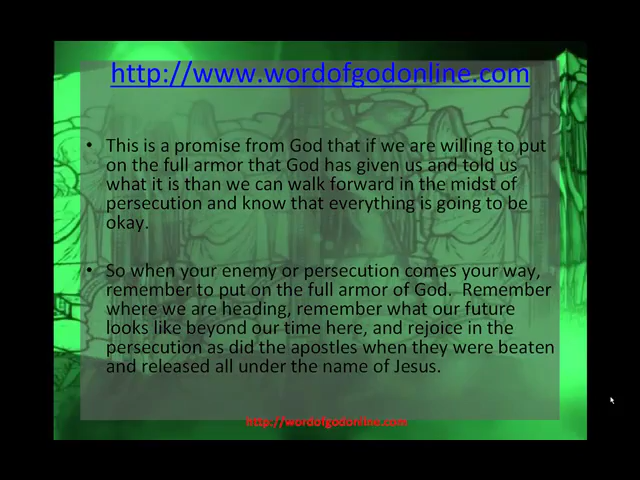 http://www.wordofgodonline.com
• This is a promise from God that if we are willing to put
on the full armor that God has given us and told us
what it is than we can walk forward in the midst of
persecution and know that everything is going to be
okay.
• So when your enemy or persecution comes your way,
remember to put on the full armor of God.  Remember
where we are heading, remember what our future
looks like beyond our time here, and rejoice in the
persecution as did the apostles when they were beaten
and released all under the name of Jesus.
http://wordofgodonline.com